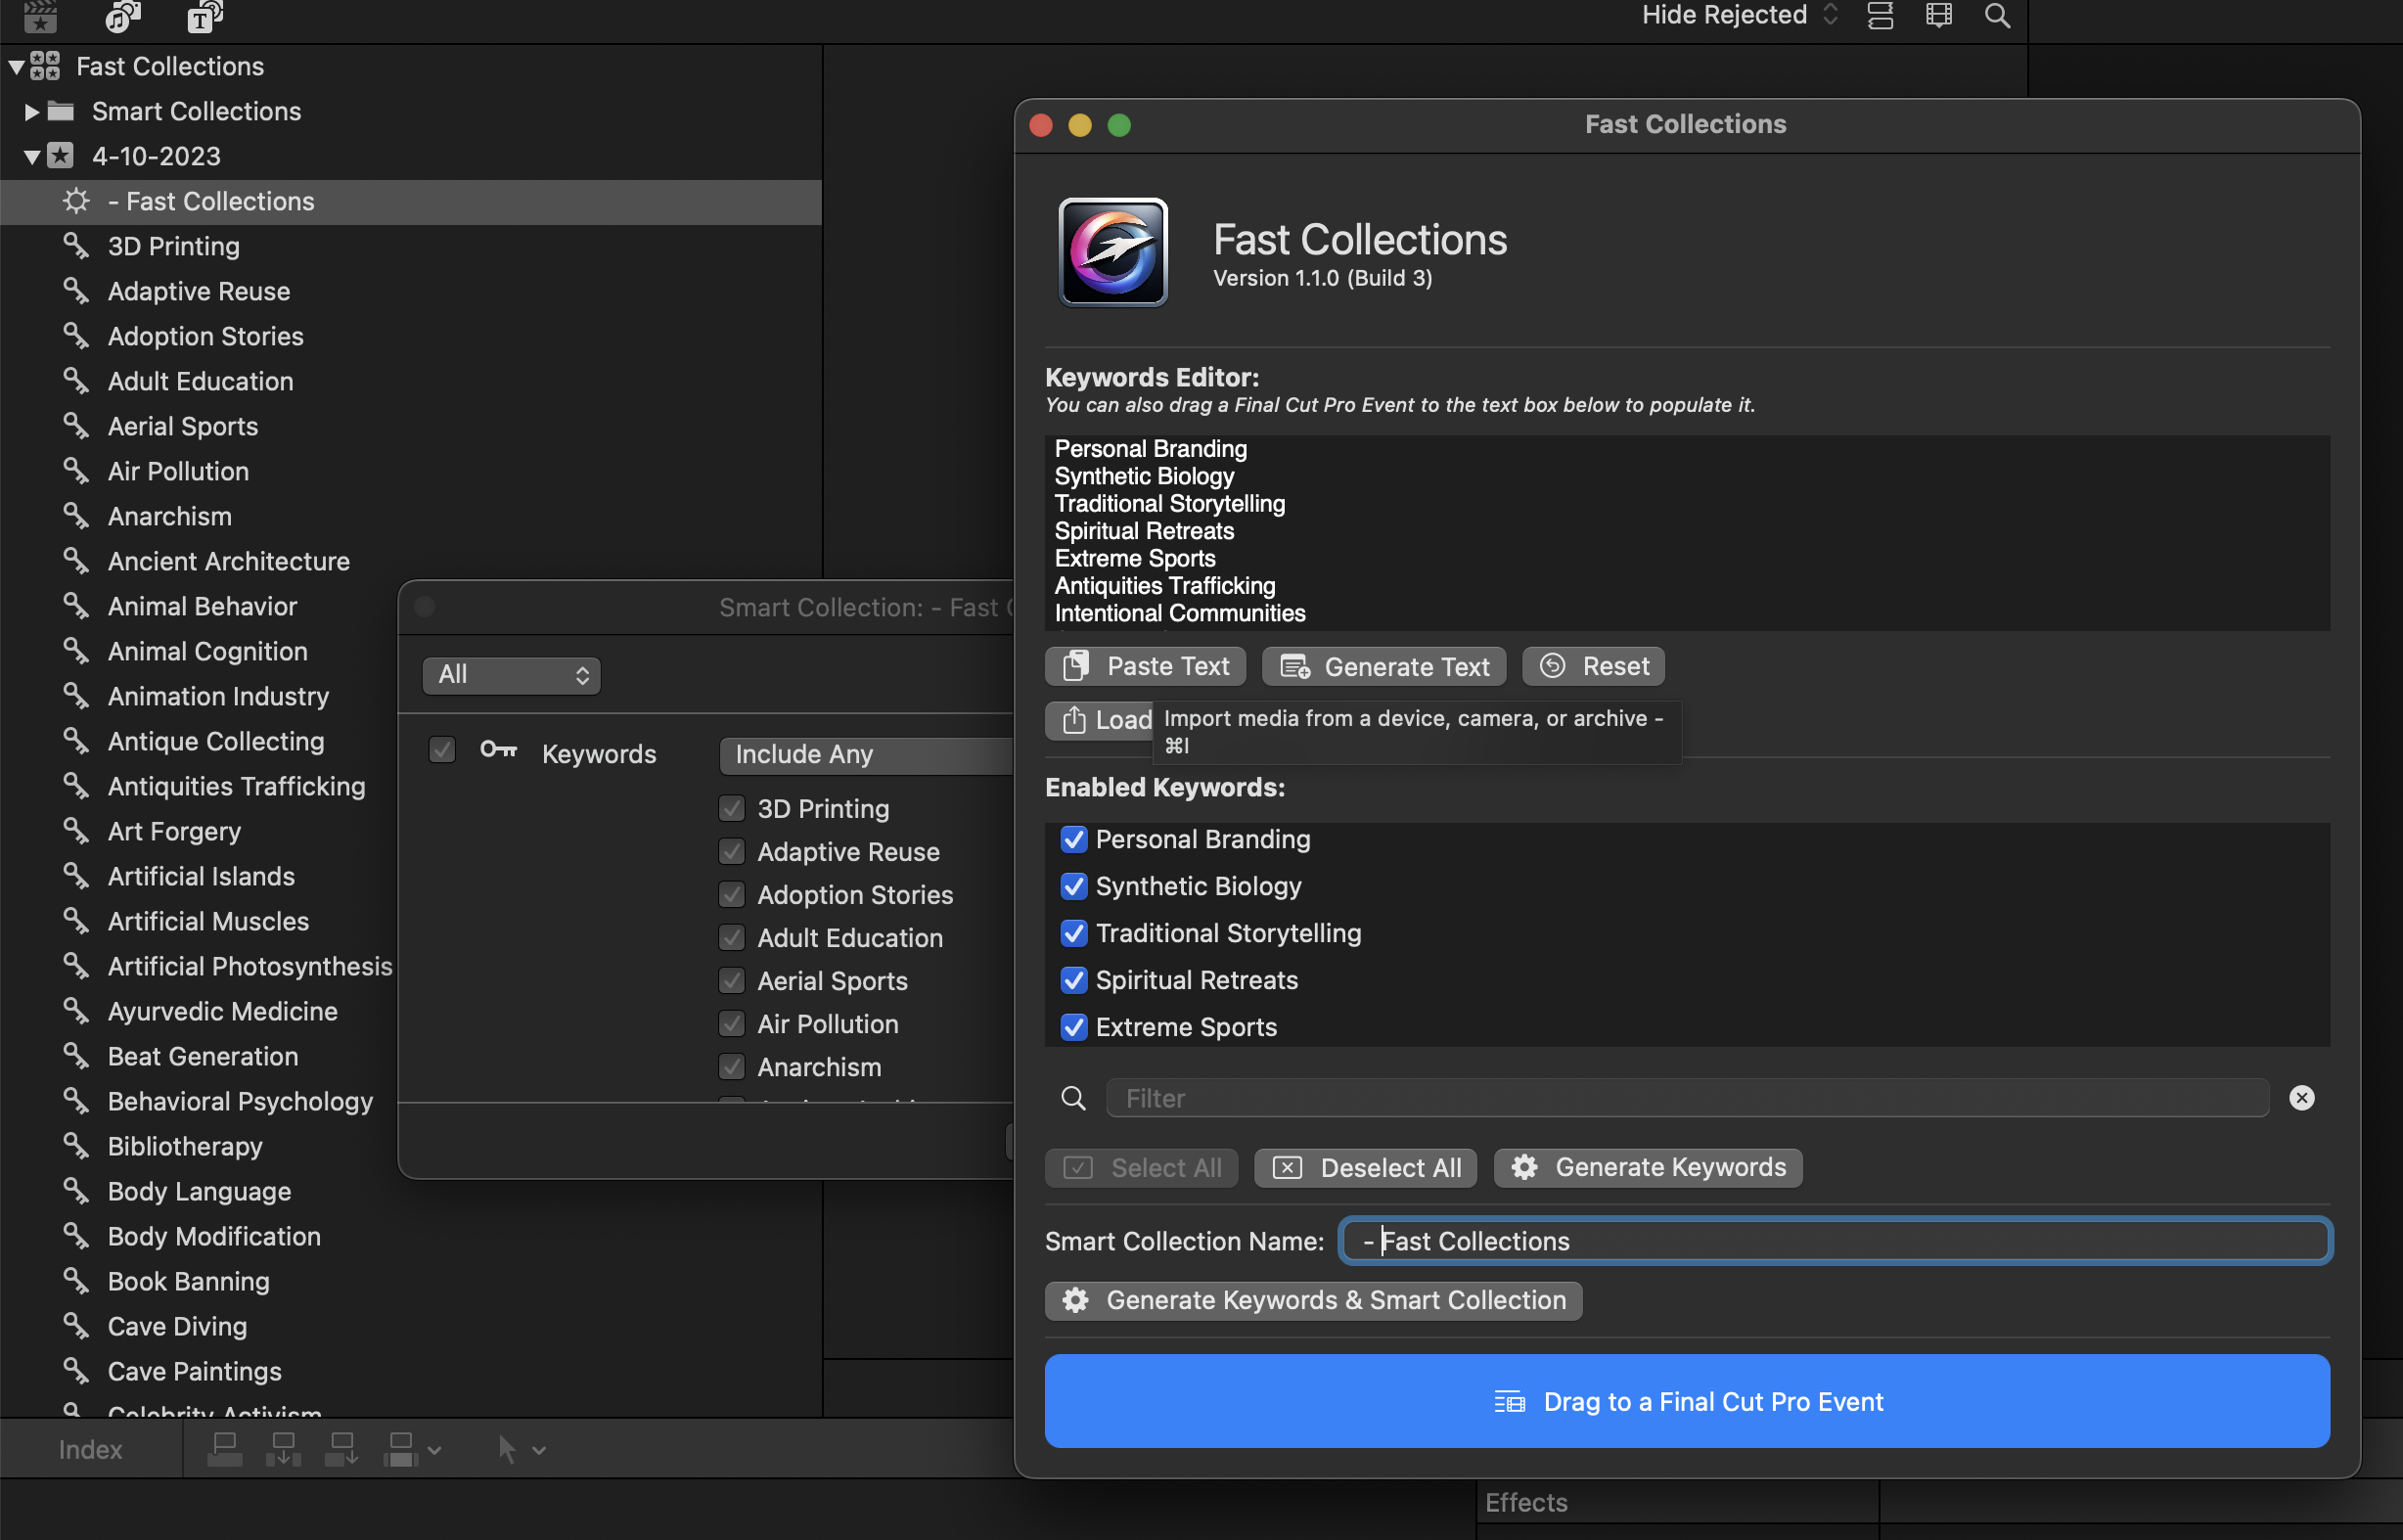 Hide Rejected
Fast Collections
Smart Collections
4-10-2023
- Fast Collections
3D Printing
Adaptive Reuse
Adoption Stories
Adult Education
Aerial Sports
Air Pollution
Anarchism
Ancient Architecture
Animal Behavior
Animal Cognition
Animation Industry
Antique Collecting
Antiquities Trafficking
Art Forgery
Artificial Islands
Artificial Muscles
Artificial Photosynthesis
Ayurvedic Medicine
Beat Generation
Behavioral Psychology
Bibliotherapy
Body Language
Body Modification
Book Banning
Cave Diving
Cave Paintings
Celebrity Activism
Index
Smart Collection: - Fast
All
Keywords
Include Any
3D Printing
Adaptive Reuse
Adoption Stories
Adult Education
Aerial Sports
Air Pollution
Anarchism
Fast Collections
Fast Collections
Version 1.1.0 (Build 3)
Keywords Editor:
You can also drag a Final Cut Pro Event to the text box below to populate it.
Personal Branding
Synthetic Biology
Traditional Storytelling
Spiritual Retreats
Extreme Sports
Antiquities Trafficking
Intentional Communities
Paste Text
Generate Text
Reset
Load
Import media from a device, camera, or archive -
⌘I
Enabled Keywords:
Personal Branding
Synthetic Biology
Traditional Storytelling
Spiritual Retreats
Extreme Sports
Filter
Select All
Deselect All
Generate Keywords
Smart Collection Name:
- Fast Collections
Generate Keywords & Smart Collection
Drag to a Final Cut Pro Event
Effects